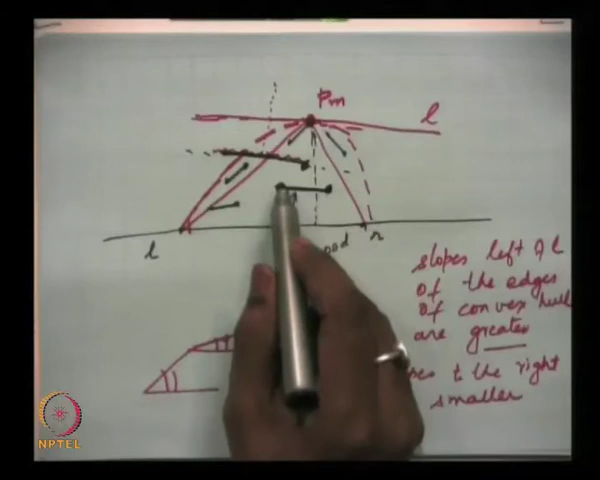 Pm
l
l
r
slopes left of l
of the edges
of convex hull
are greater
to the right
smaller
NPTEL